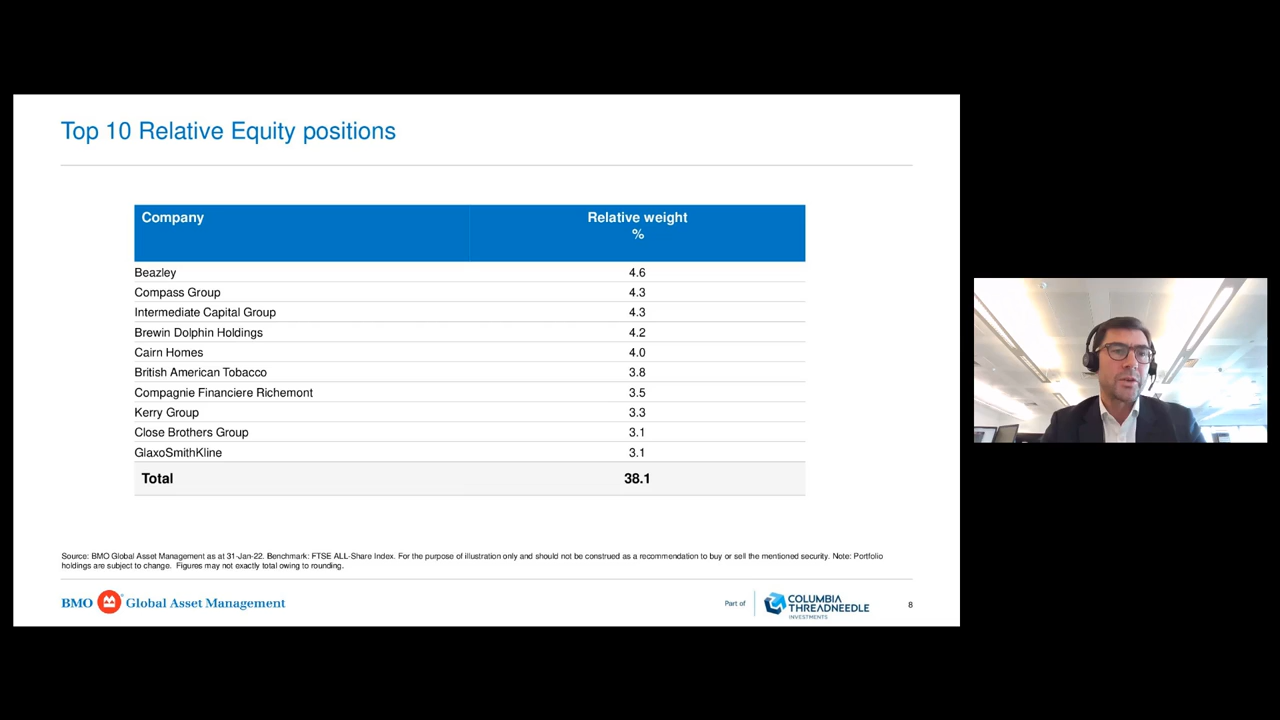 Top 10 Relative Equity positions
Company Relative weight
%
Beazley 4.6
Compass Group 4.3
Intermediate Capital Group 4.3
Brewin Dolphin Holdings 4.2
Cairn Homes 4.0
British American Tobacco 3.8
Compagnie Financiere Richemont 3.5
Kerry Group 3.3
Close Brothers Group 3.1
GlaxoSmithKline 3.1
Total 38.1
Source: BMO Global Asset Management as at 31-Jan-22. Benchmark: FTSE ALL-Share Index. For the purpose of illustration only and should not be construed as a recommendation to buy or sell the mentioned security. Note: Portfolio
holdings are subject to change. Figures may not exactly total owing to rounding.
BMO Global Asset Management
Part of COLUMBIA THREADNEEDLE INVESTMENTS 8